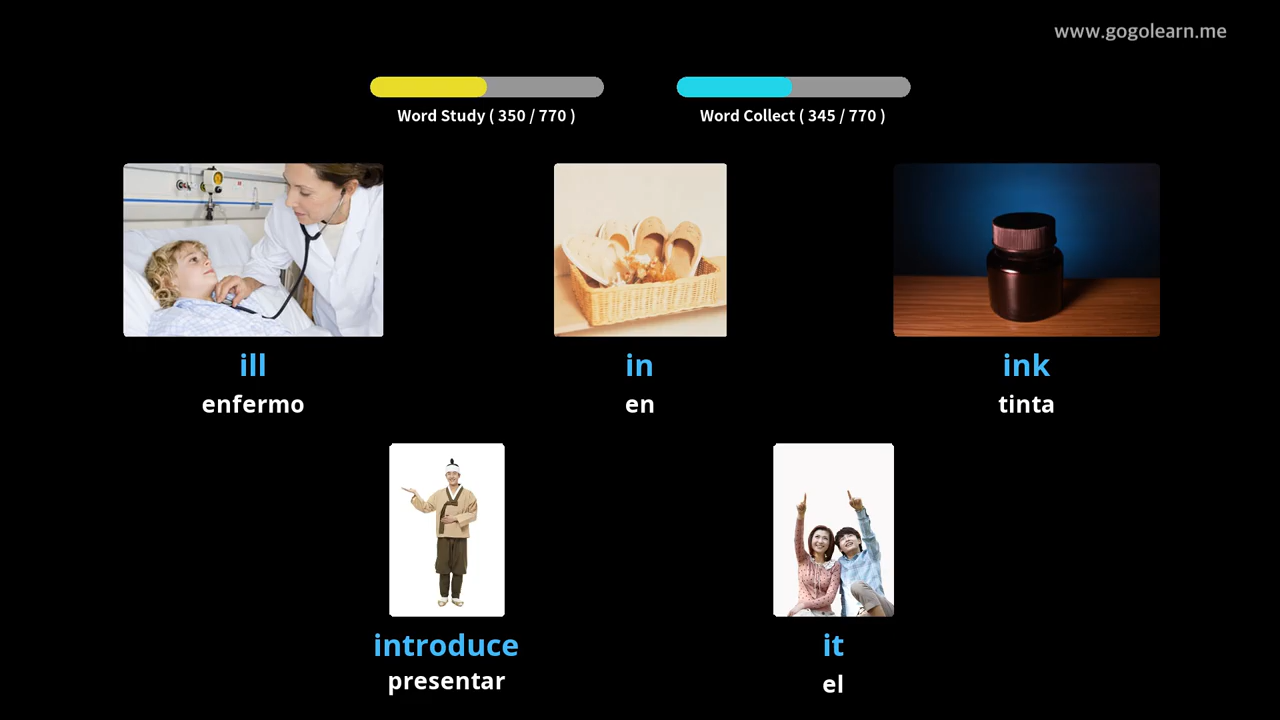 www.gogolearn.me
Word Study ( 350 / 770 )
Word Collect ( 345 / 770 )
ill
enfermo
in
en
ink
tinta
introduce
presentar
it
el